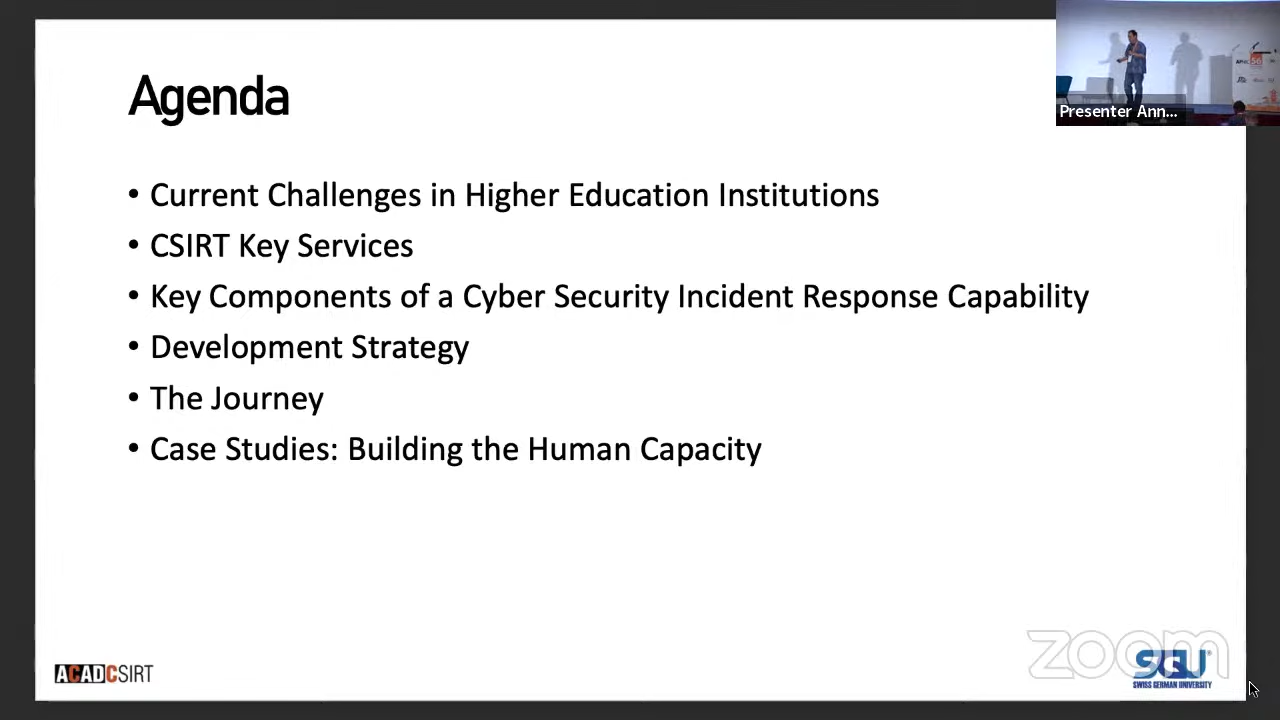 Agenda
Presenter Ann...
• Current Challenges in Higher Education Institutions
• CSIRT Key Services
• Key Components of a Cyber Security Incident Response Capability
• Development Strategy
• The Journey
• Case Studies: Building the Human Capacity
ACADCSIRT
zoom
SGU
SWISS GERMAN UNIVERSITY